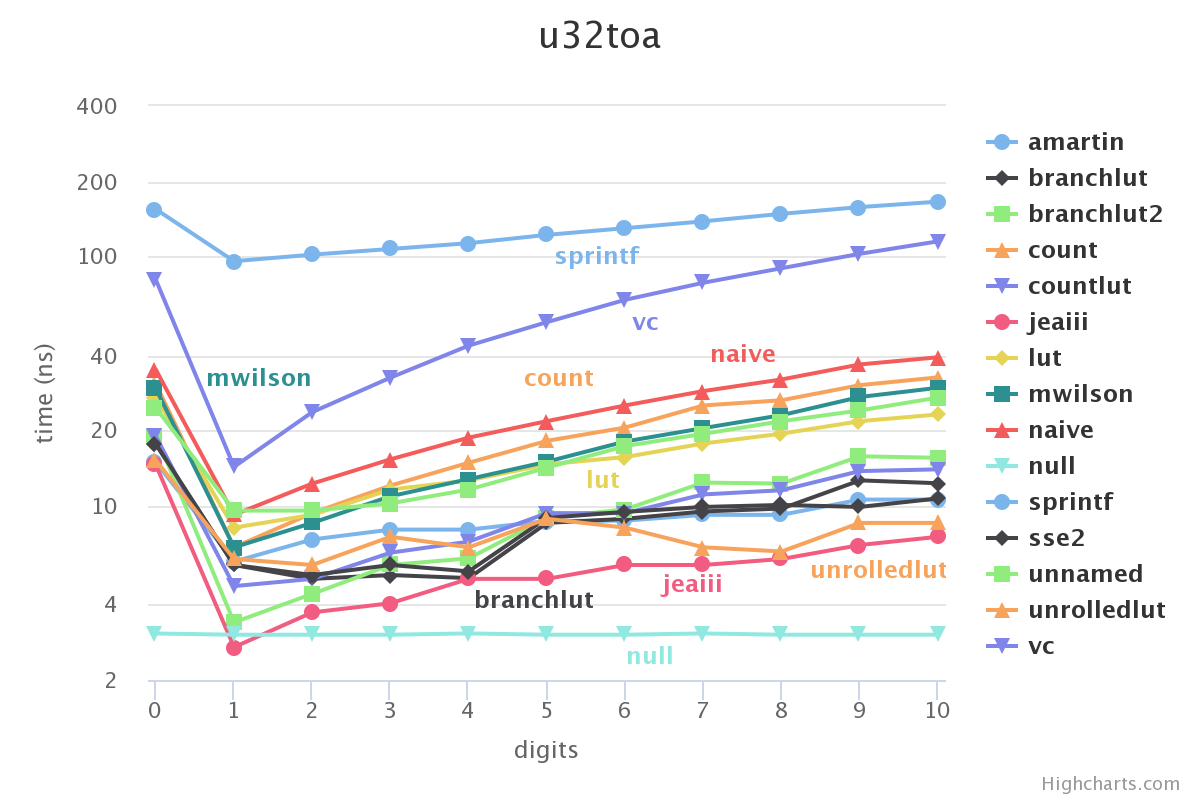 u32toa
400
200
100
40
20
10
4
2
time (ns)
0 1 2 3 4 5 6 7 8 9 10
digits
sprintf
vc
naive
mwilson
count
lut
unrolledlut
jeaiii
branchlut
null
amartin
branchlut
branchlut2
count
countlut
jeaiii
lut
mwilson
naive
null
sprintf
sse2
unnamed
unrolledlut
vc
Highcharts.com